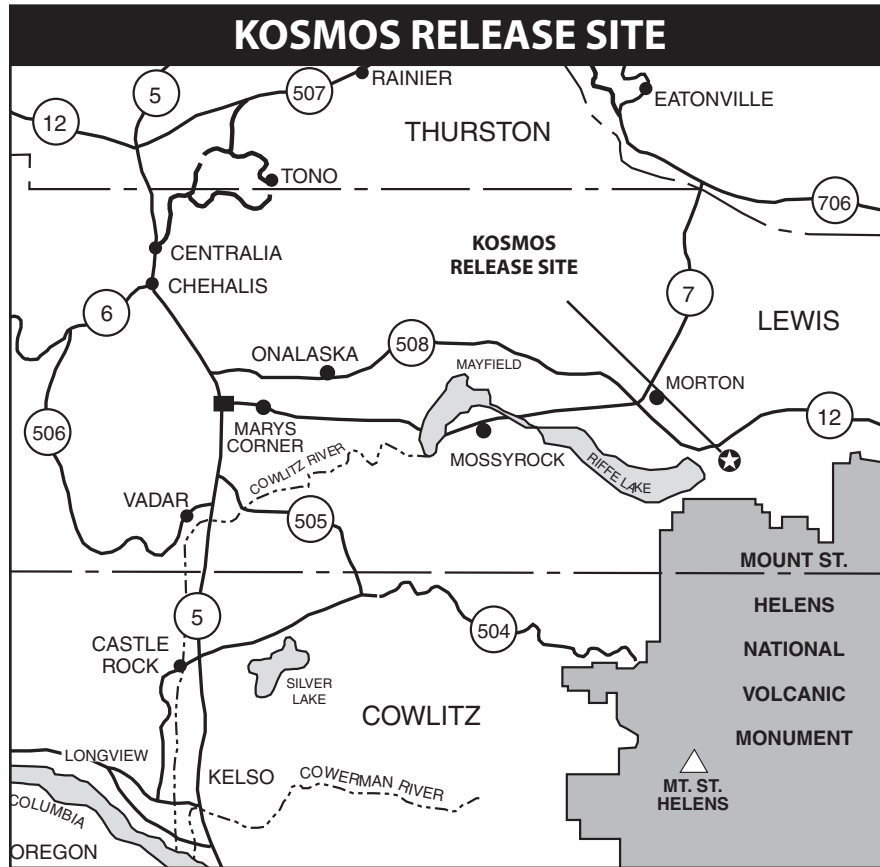 KOSMOS RELEASE SITE
5
507
RAINIER
EATONVILLE
12
THURSTON
TONO
706
CENTRALIA
KOSMOS
RELEASE SITE
CHEHALIS
6
7
LEWIS
ONALASKA
508
MAYFIELD
MORTON
506
MARYS
CORNER
12
MOSSYROCK
COWLITZ RIVER
RIFFE LAKE
VADAR
505
MOUNT ST.
HELENS
NATIONAL
VOLCANIC
MONUMENT
5
504
CASTLE
ROCK
SILVER
LAKE
COWLITZ
LONGVIEW
KELSO
COWERMAN RIVER
MT. ST.
HELENS
COLUMBIA
OREGON